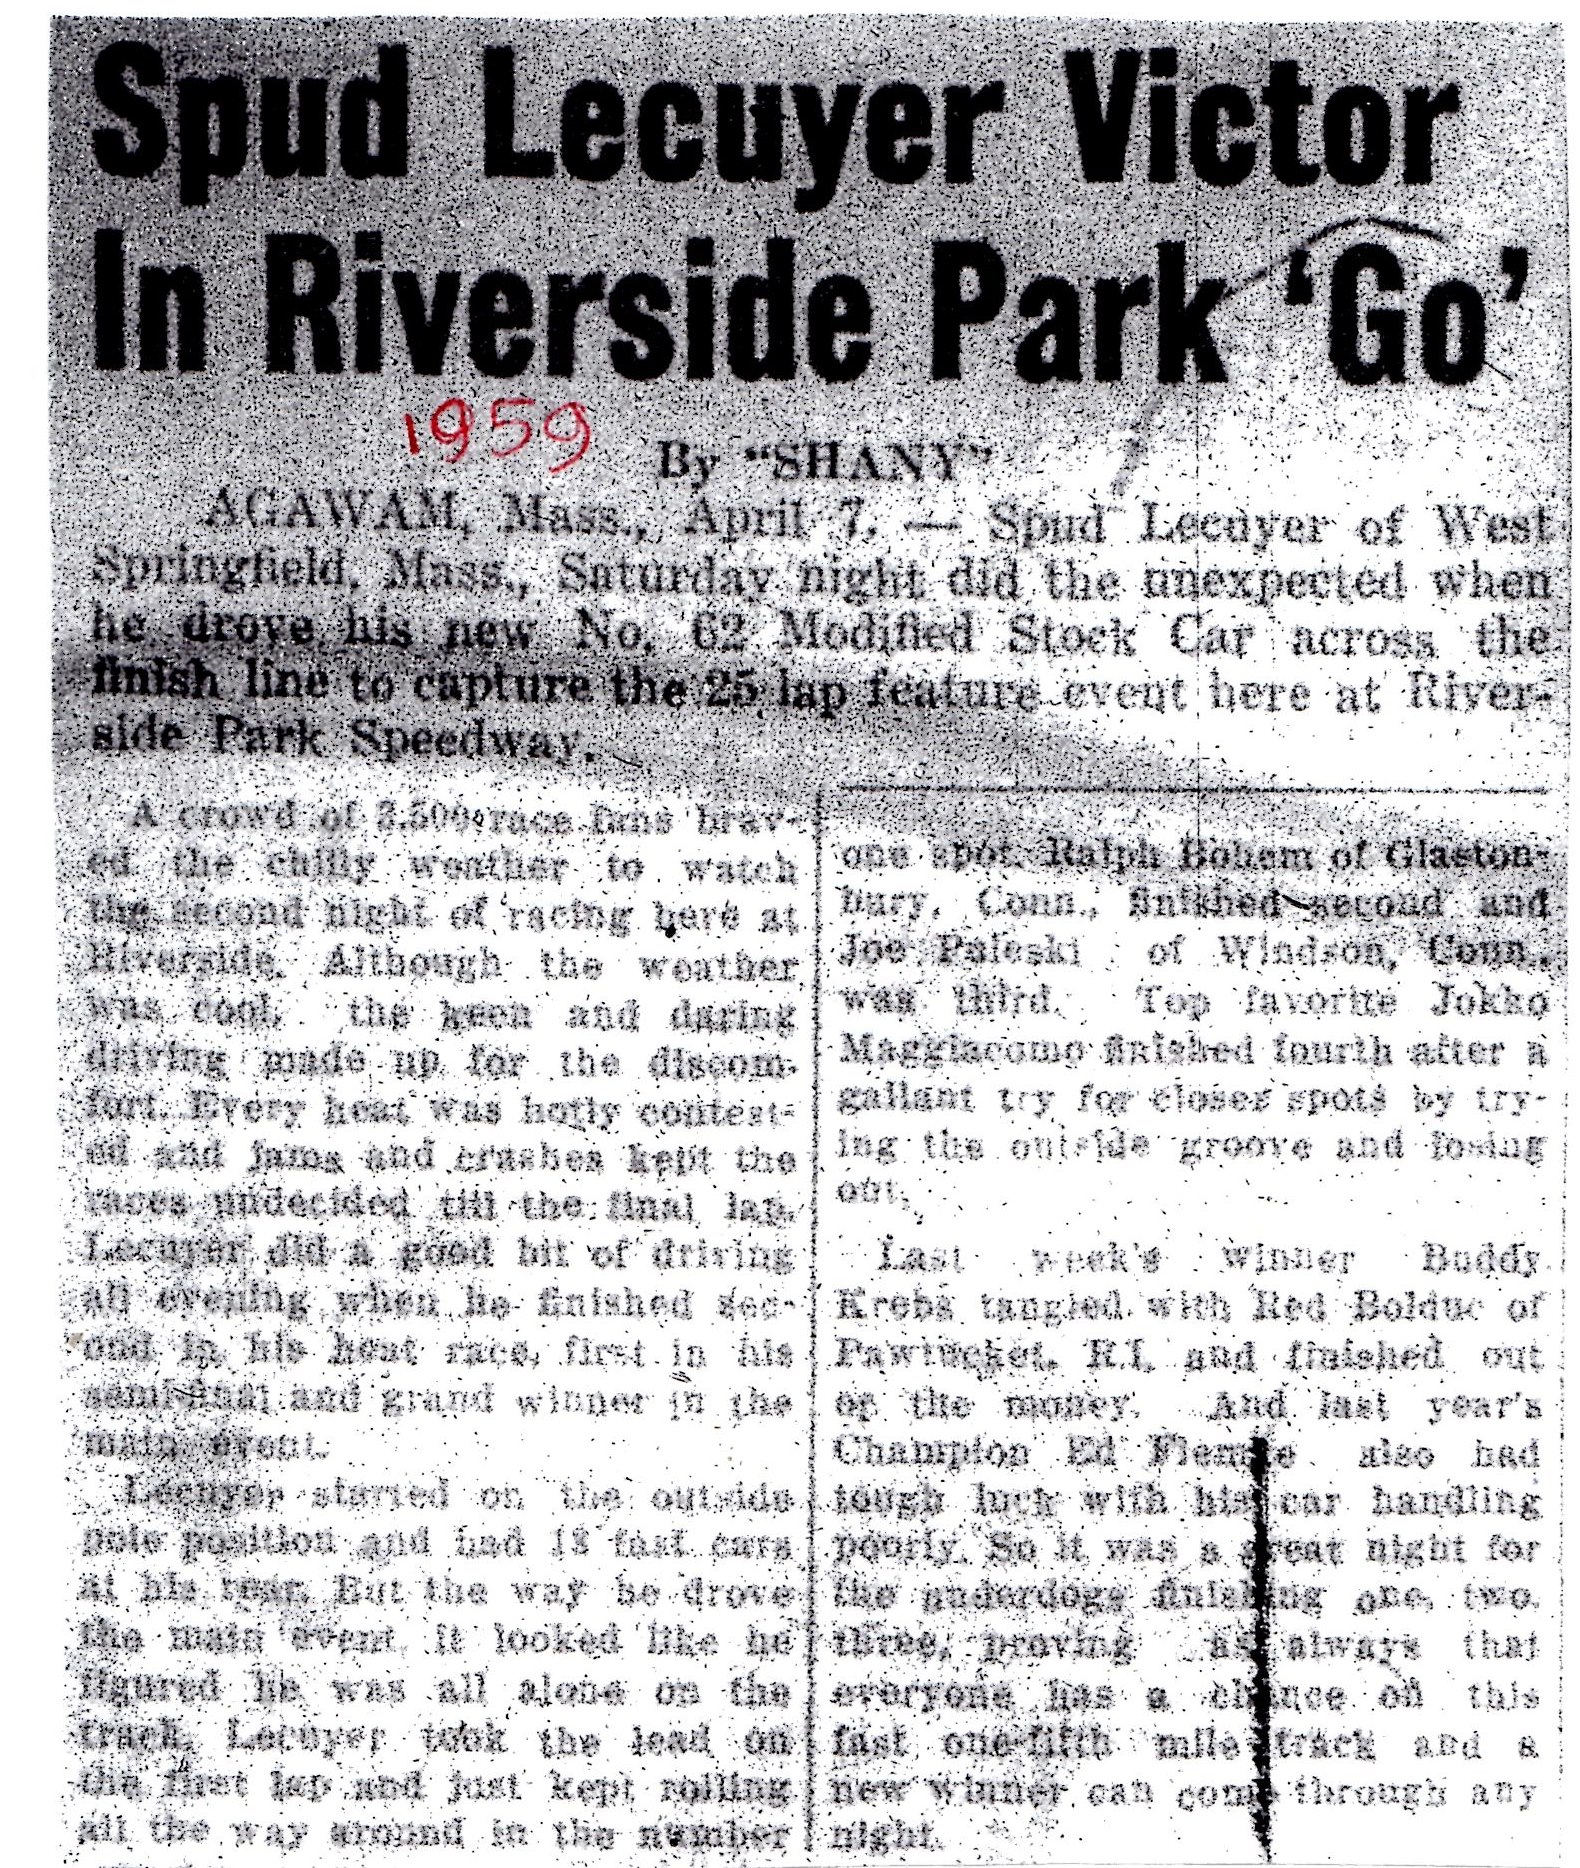 Spud Lecuyer Victor
In Riverside Park 'Go'
1959
By "SHANY"
AGAWAM, Mass., April 7. — Spud Lecuyer of West
Springfield, Mass., Saturday night did the unexpected when
he drove his new No. 62 Modified Stock Car across the
finish line to capture the 25 lap feature event here at River-
side Park Speedway.
A crowd of 3,500 race fans brav-
ed the chilly weather to watch
the second night of racing here at
Riverside. Although the weather
was cool, the keen and daring
driving made up for the discom-
fort. Every heat was hotly contest-
ed and jams and crashes kept the
races undecided till the final lap.
Lecuyer did a good bit of driving
all evening when he finished sec-
ond in his heat race, first in his
semi-final and grand winner in the
main event.
Lecuyer started on the outside
pole position and had 18 fast cars
at his rear. But the way he drove
the main event, it looked like he
figured he was all alone on the
track. Lecuyer took the lead on
the first lap and just kept rolling
all the way around in the number
one spot. Ralph Bohem of Glaston-
bury, Conn., finished second and
Joe Paleski of Windson, Conn.,
was third. Top favorite Jokko
Maggiacomo finished fourth after a
gallant try for closer spots by try-
ing the outside groove and losing
out.
Last week's winner Buddy
Krebs tangled with Red Bolduc of
Pawtucket, R.I. and finished out
of the money. And last year's
Champion Ed Flemke also had
tough luck with his car handling
poorly. So it was a great night for
the underdogs finishing one, two,
three, proving as always that
everyone has a chance on this
fast one-fifth mile track and a
new winner can come through any
night.